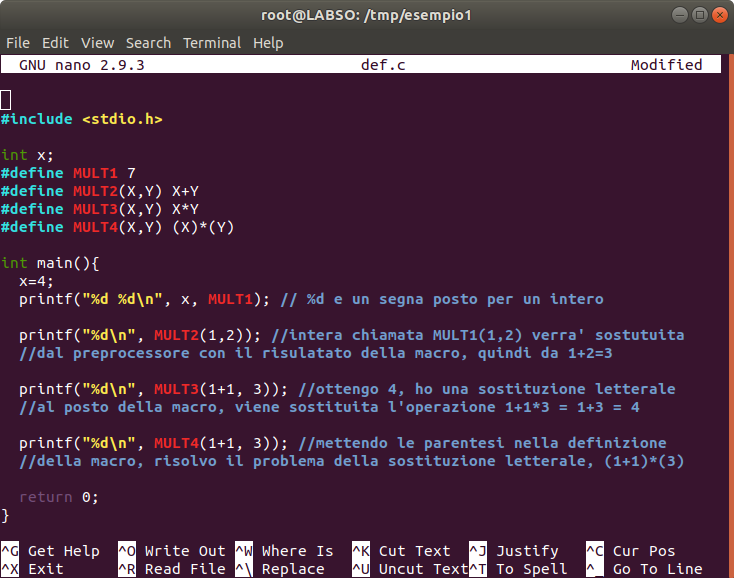 root@LABSO: /tmp/esempio1
File Edit View Search Terminal Help
GNU nano 2.9.3 def.c Modified
#include <stdio.h>
int x;
#define MULT1 7
#define MULT2(X,Y) X+Y
#define MULT3(X,Y) X*Y
#define MULT4(X,Y) (X)*(Y)
int main(){
x=4;
printf("%d %d\n", x, MULT1); // %d e un segna posto per un intero
printf("%d\n", MULT2(1,2)); //intera chiamata MULT1(1,2) verra' sostutuita
//dal preprocessore con il risulatato della macro, quindi da 1+2=3
printf("%d\n", MULT3(1+1, 3)); //ottengo 4, ho una sostituzione letterale
//al posto della macro, viene sostituita l'operazione 1+1*3 = 1+3 = 4
printf("%d\n", MULT4(1+1, 3)); //mettendo le parentesi nella definizione
//della macro, risolvo il problema della sostituzione letterale, (1+1)*(3)
return 0;
}
^G Get Help ^O Write Out ^W Where Is ^K Cut Text ^J Justify ^C Cur Pos
^X Exit ^R Read File ^\ Replace ^U Uncut Text ^T To Spell ^_ Go To Line